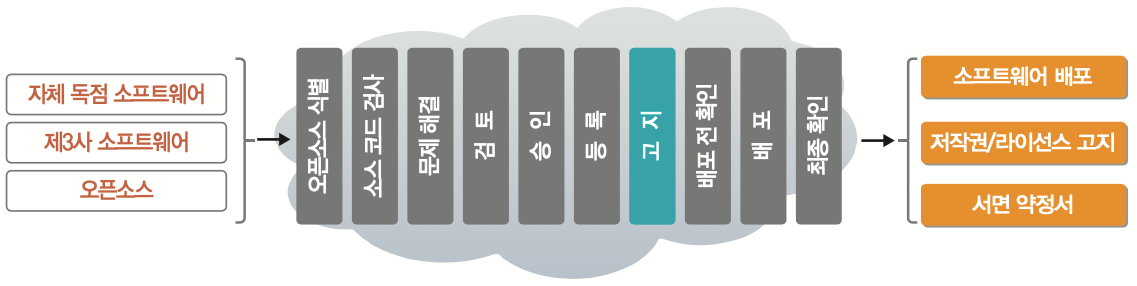 자체 독점 소프트웨어
제3사 소프트웨어
오픈소스
오픈소스 식별
소스 코드 검사
문제 해결
검 토
승 인
등 록
고 지
배포 전 확인
배 포
최종 확인
소프트웨어 배포
저작권/라이선스 고지
서면 약정서